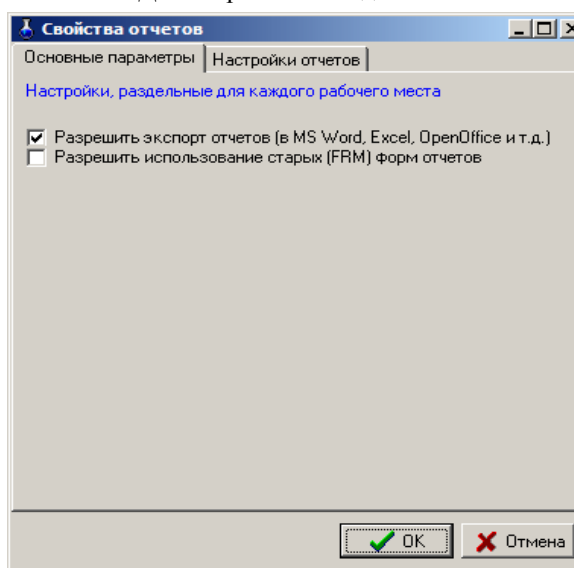 Свойства отчетов
Основные параметры Настройки отчетов
Настройки, раздельные для каждого рабочего места
Разрешить экспорт отчетов (в MS Word, Excel, OpenOffice и т.д.)
Разрешить использование старых (FRM) форм отчетов
OK Отмена